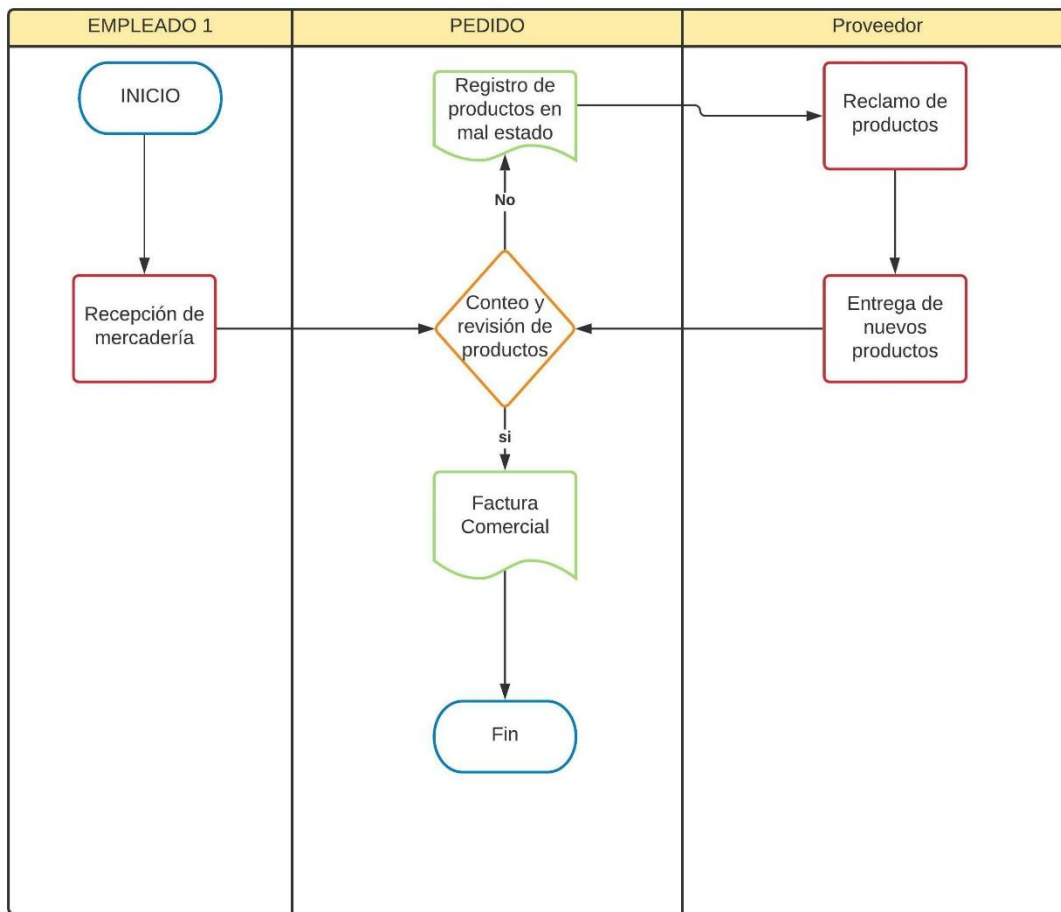 EMPLEADO 1
PEDIDO
Proveedor
INICIO
Registro de
productos en
mal estado
Reclamo de
productos
No
Recepción de
mercadería
Conteo y
revisión de
productos
Entrega de
nuevos
productos
si
Factura
Comercial
Fin